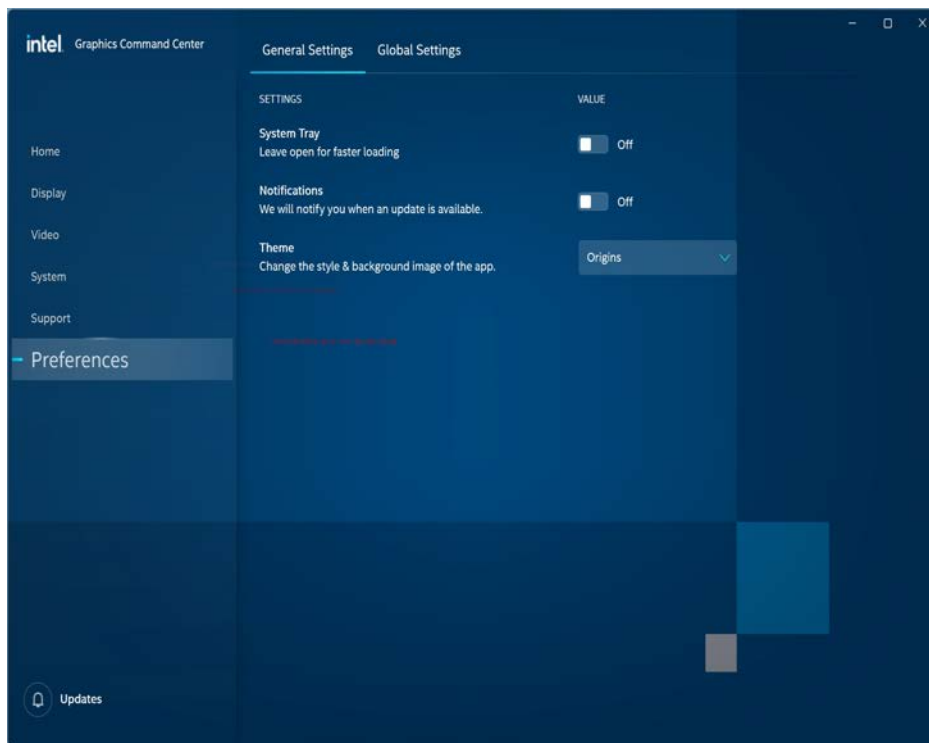 intel. Graphics Command Center
General Settings Global Settings
SETTINGS VALUE
System Tray
Leave open for faster loading
Off
Notifications
We will notify you when an update is available.
Off
Theme
Change the style & background image of the app.
Origins
Home
Display
Video
System
Support
Preferences
Updates